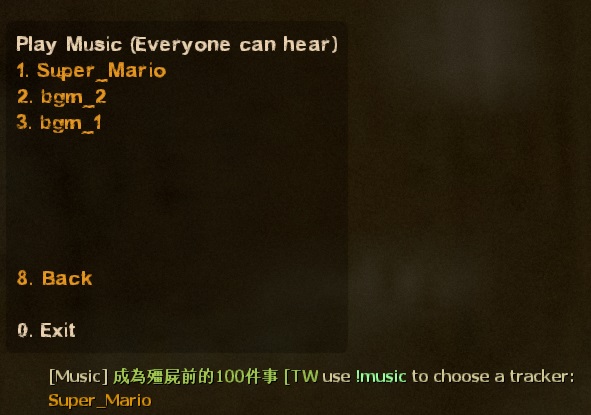 Play Music (Everyone can hear)
1. Super_Mario
2. bgm_2
3. bgm_1
8. Back
0. Exit
[Music] 成為殭屍前的100件事 [TW use !music to choose a tracker:
Super_Mario